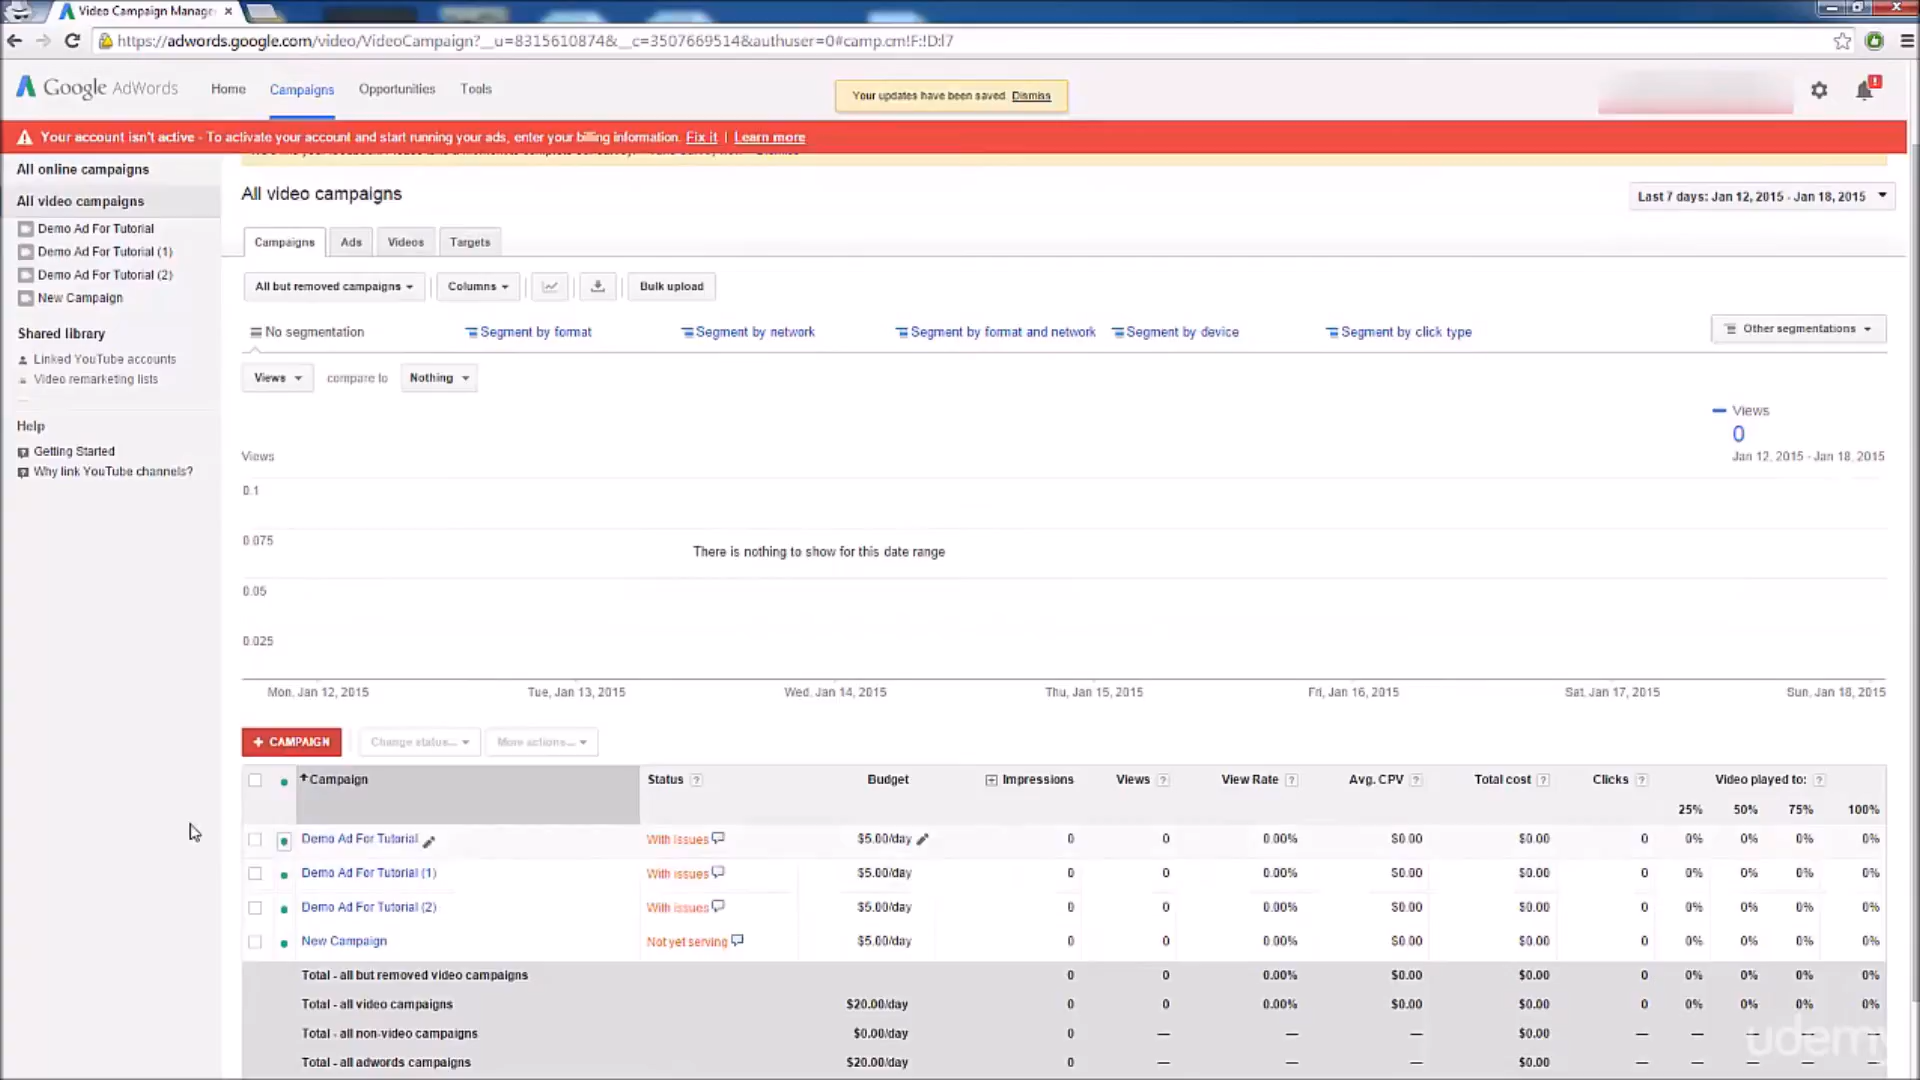 Video Campaign Manage
https://adwords.google.com/video/VideoCampaign?__u=8315610874&__c=3507669514&authuser=0#camp.cm!F:!D:l7
Google AdWords Home Campaigns Opportunities Tools
Your updates have been saved. Dismiss
!
Your account isn't active - To activate your account and start running your ads, enter your billing information. Fix it | Learn more
All online campaigns
All video campaigns
Demo Ad For Tutorial
Demo Ad For Tutorial (1)
Demo Ad For Tutorial (2)
New Campaign
Shared library
Linked YouTube accounts
Video remarketing lists
Help
Getting Started
Why link YouTube channels?
All video campaigns
Last 7 days: Jan 12, 2015 - Jan 18, 2015
Campaigns Ads Videos Targets
All but removed campaigns Columns Bulk upload
No segmentation Segment by format Segment by network Segment by format and network Segment by device Segment by click type Other segmentations
Views compare to Nothing
Views
0
Jan 12, 2015 - Jan 18, 2015
Views
0.1
0.075
There is nothing to show for this date range
0.05
0.025
Mon, Jan 12, 2015 Tue, Jan 13, 2015 Wed, Jan 14, 2015 Thu, Jan 15, 2015 Fri, Jan 16, 2015 Sat, Jan 17, 2015 Sun, Jan 18, 2015
+ CAMPAIGN Change status... More actions...
Campaign Status ? Budget Impressions Views ? View Rate ? Avg. CPV ? Total cost ? Clicks ? Video played to: ?
25% 50% 75% 100%
Demo Ad For Tutorial With issues $5.00/day 0 0 0.00% $0.00 $0.00 0 0% 0% 0% 0%
Demo Ad For Tutorial (1) With issues $5.00/day 0 0 0.00% $0.00 $0.00 0 0% 0% 0% 0%
Demo Ad For Tutorial (2) With issues $5.00/day 0 0 0.00% $0.00 $0.00 0 0% 0% 0% 0%
New Campaign Not yet serving $5.00/day 0 0 0.00% $0.00 $0.00 0 0% 0% 0% 0%
Total - all but removed video campaigns 0 0 0.00% $0.00 $0.00 0 0% 0% 0% 0%
Total - all video campaigns $20.00/day 0 0 0.00% $0.00 $0.00 0 0% 0% 0% 0%
Total - all non-video campaigns $0.00/day 0 — — — $0.00 — — — — —
Total - all adwords campaigns $20.00/day 0 — — — $0.00 — — — — —
udemy